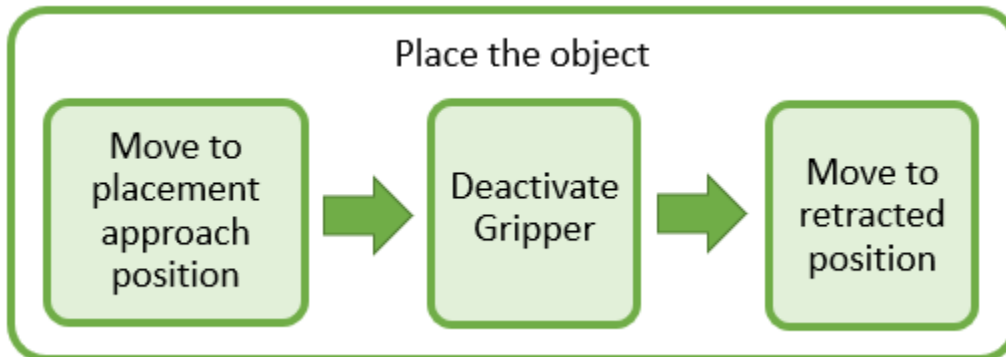 Place the object
Move to
placement
approach
position
Deactivate
Gripper
Move to
retracted
position